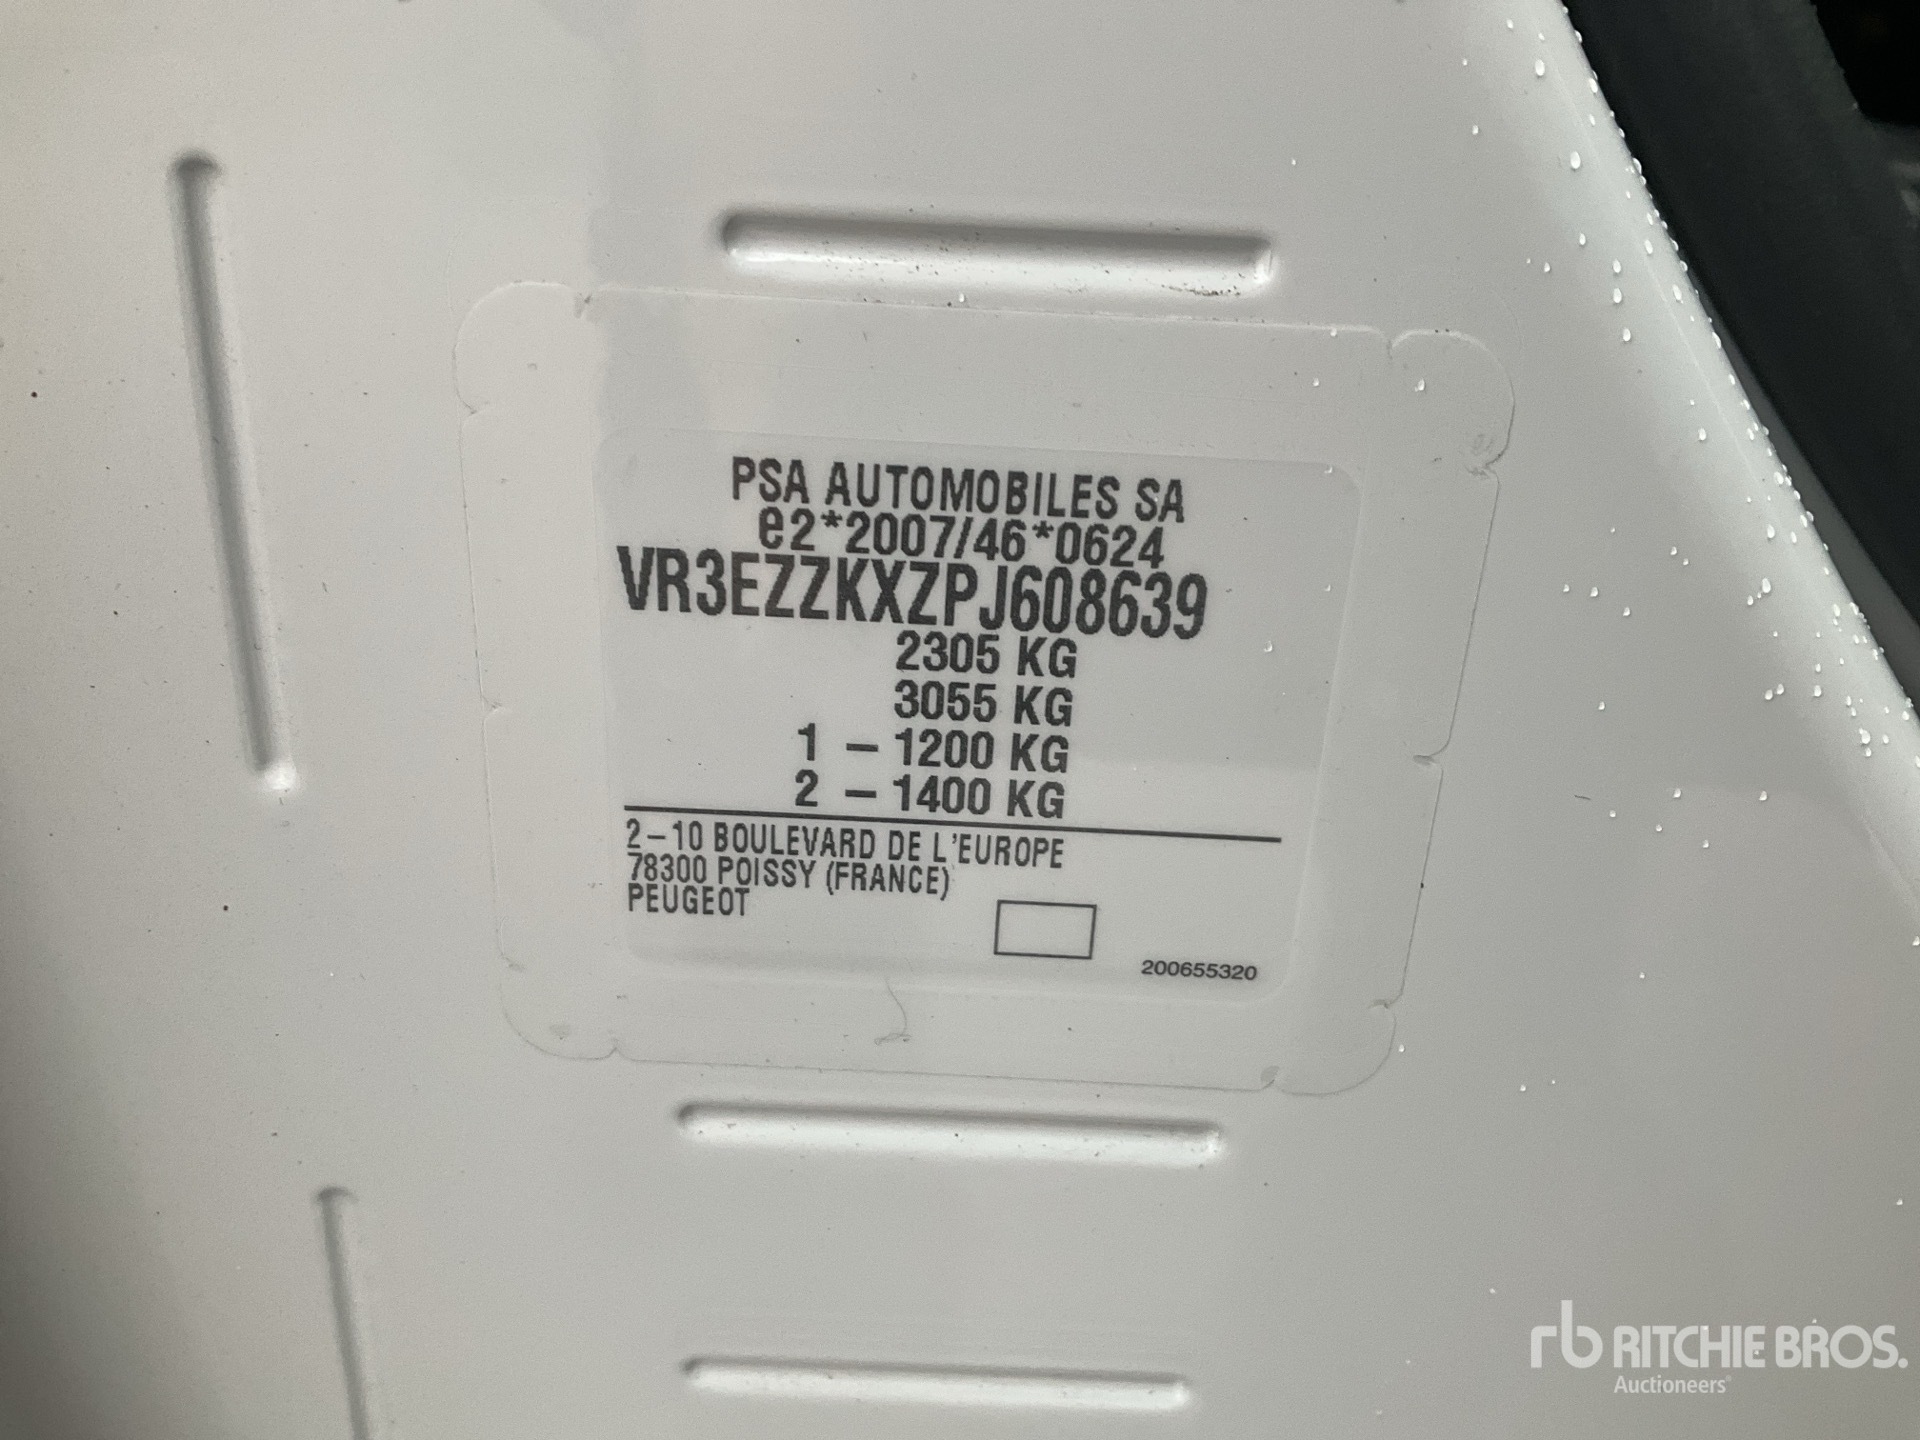 PSA AUTOMOBILES SA
e2*2007/46*0624
VR3EZZKXZPJ608639
2305 KG
3055 KG
1 - 1200 KG
2 - 1400 KG
2-10 BOULEVARD DE L'EUROPE
78300 POISSY (FRANCE)
PEUGEOT
200655320
rb RITCHIE BROS.
Auctioneers